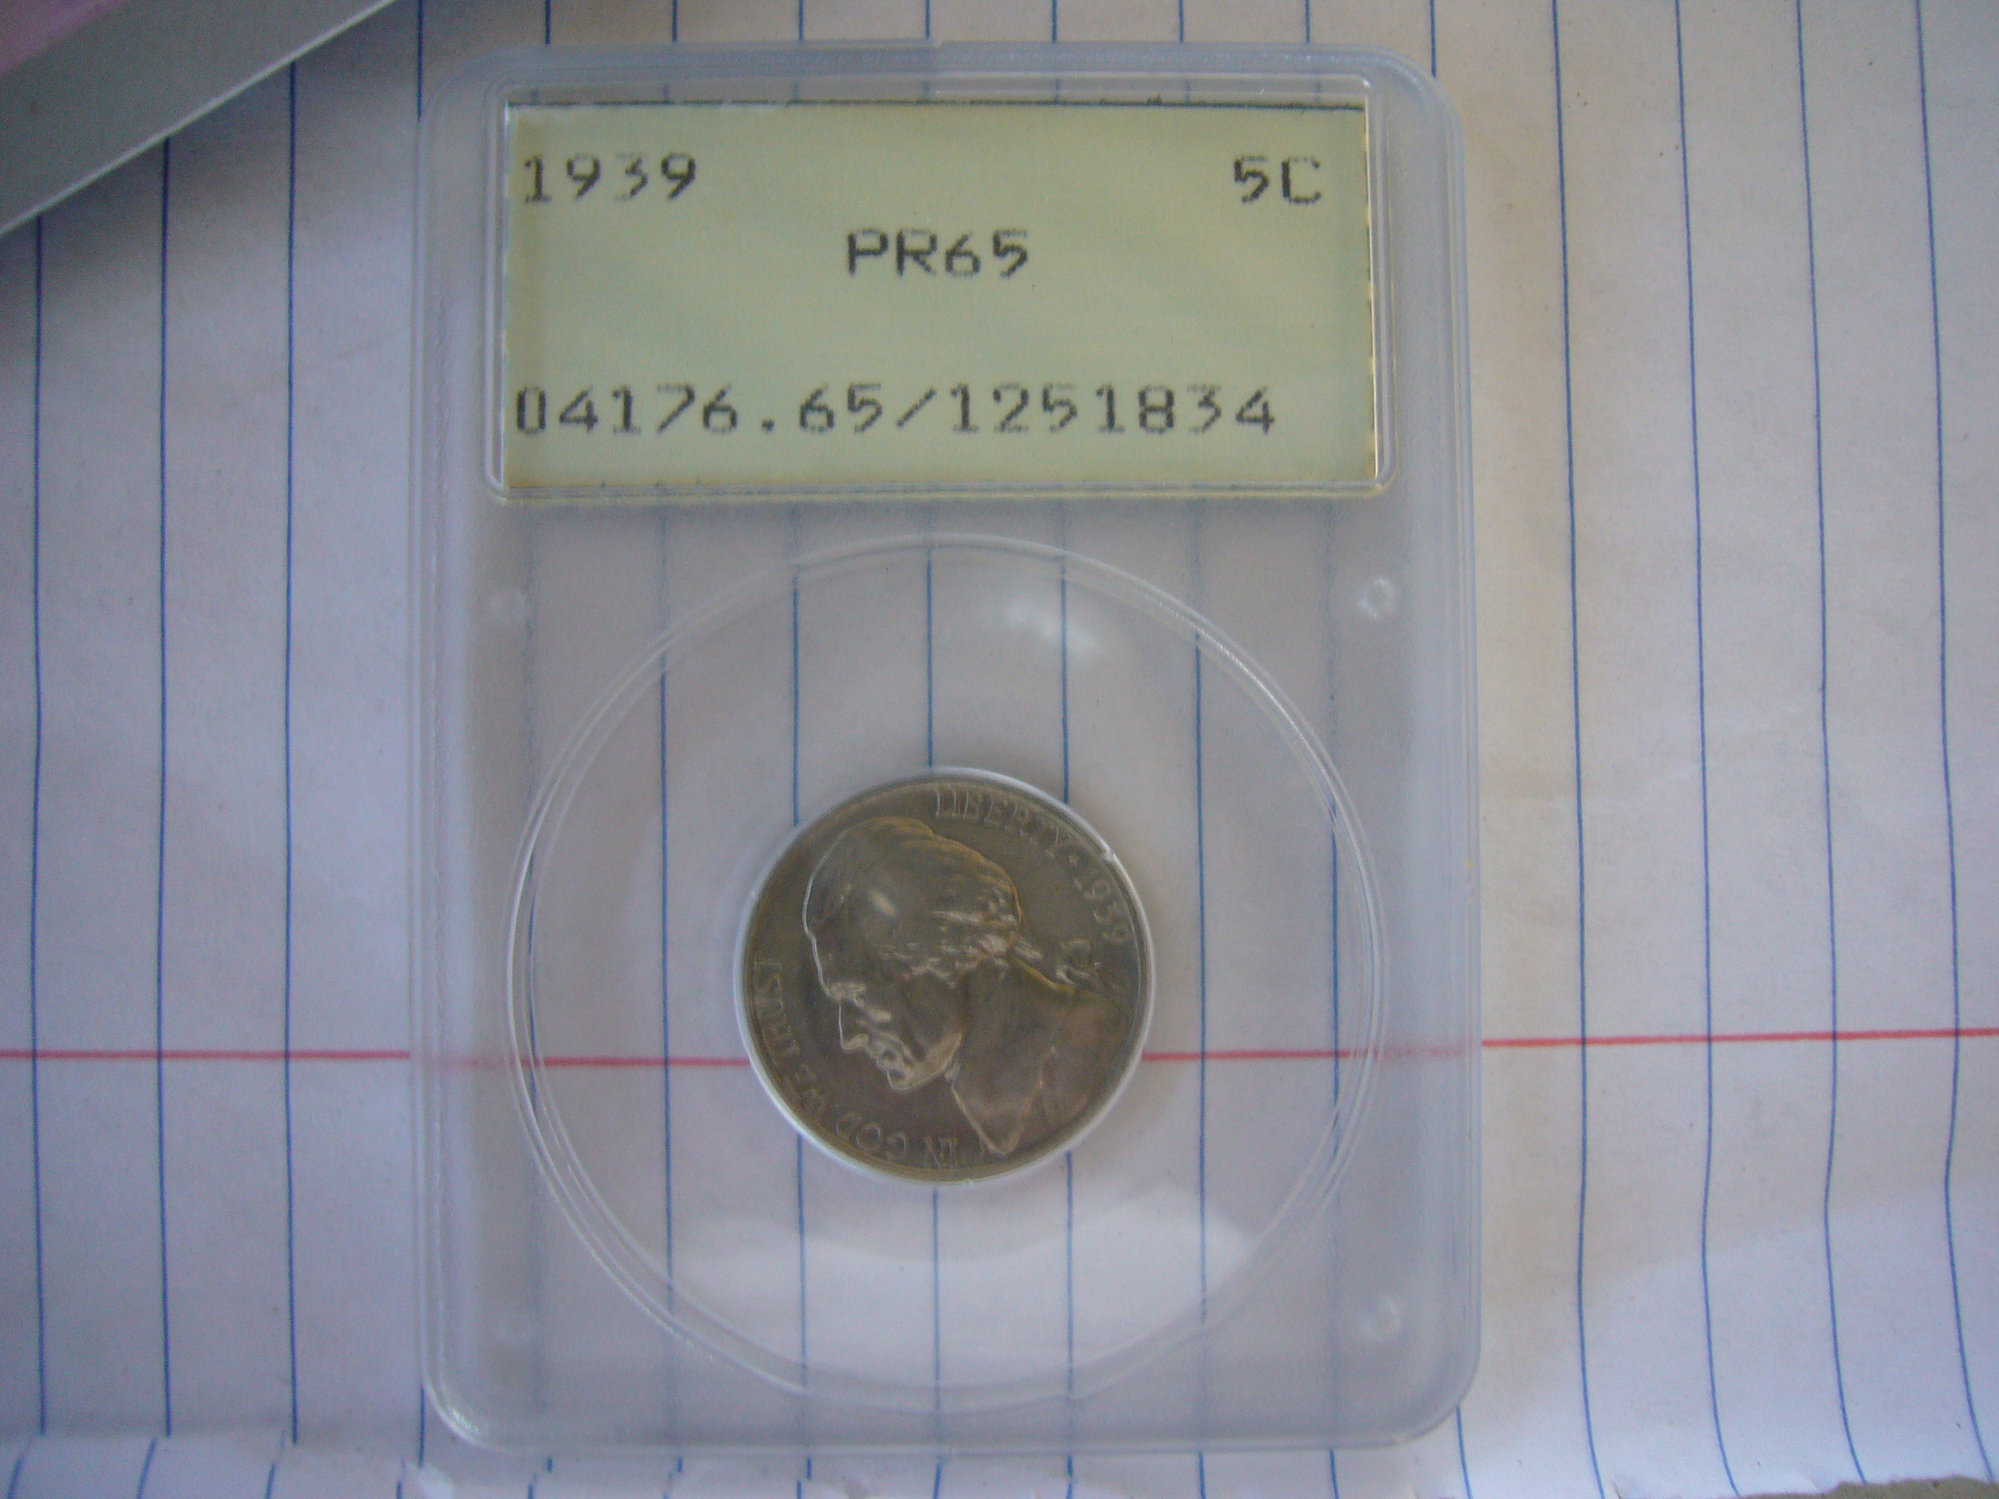 1939 5C
PR65
04176.65/1251834
LIBERTY · 1939
IN GOD WE TRUST